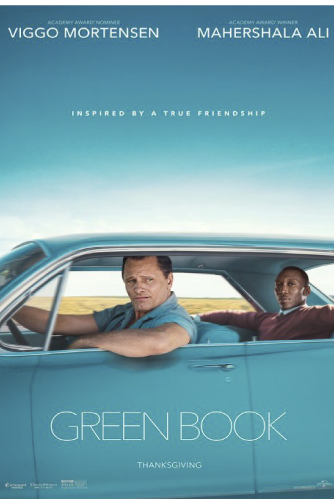 ACADEMY AWARD NOMINEE
VIGGO MORTENSEN
ACADEMY AWARD WINNER
MAHERSHALA ALI
INSPIRED BY A TRUE FRIENDSHIP
GREEN BOOK
THANKSGIVING